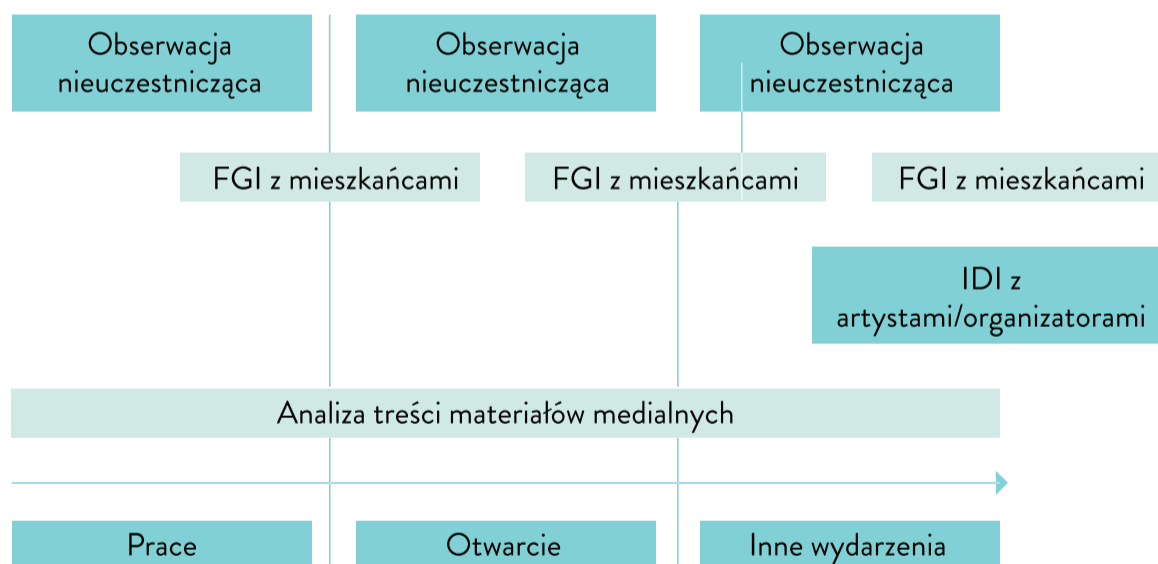 Obserwacja
nieuczestnicząca
Obserwacja
nieuczestnicząca
Obserwacja
nieuczestnicząca
FGI z mieszkańcami
FGI z mieszkańcami
FGI z mieszkańcami
IDI z
artystami/organizatorami
Analiza treści materiałów medialnych
Prace
Otwarcie
Inne wydarzenia